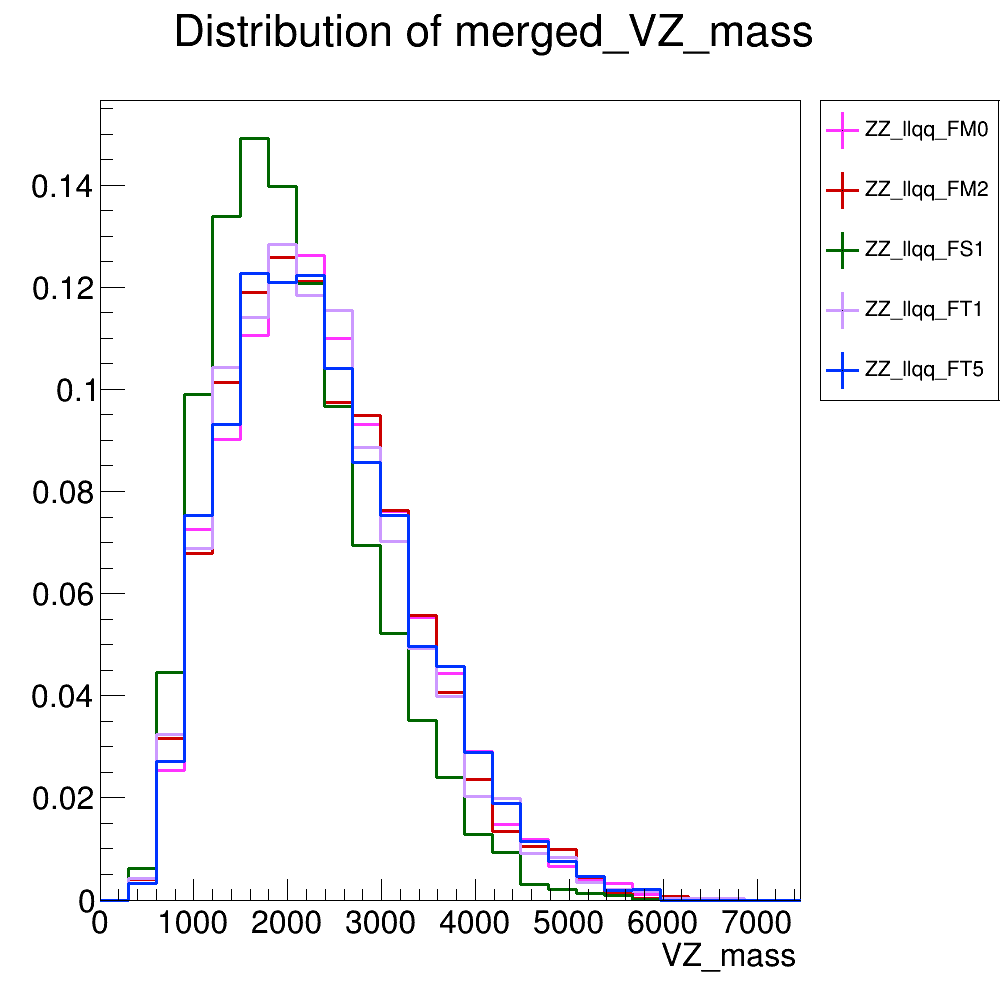 Distribution of merged_VZ_mass
ZZ_llqq_FM0
ZZ_llqq_FM2
ZZ_llqq_FS1
ZZ_llqq_FT1
ZZ_llqq_FT5
0.14
0.12
0.1
0.08
0.06
0.04
0.02
0
0 1000 2000 3000 4000 5000 6000 7000
VZ_mass